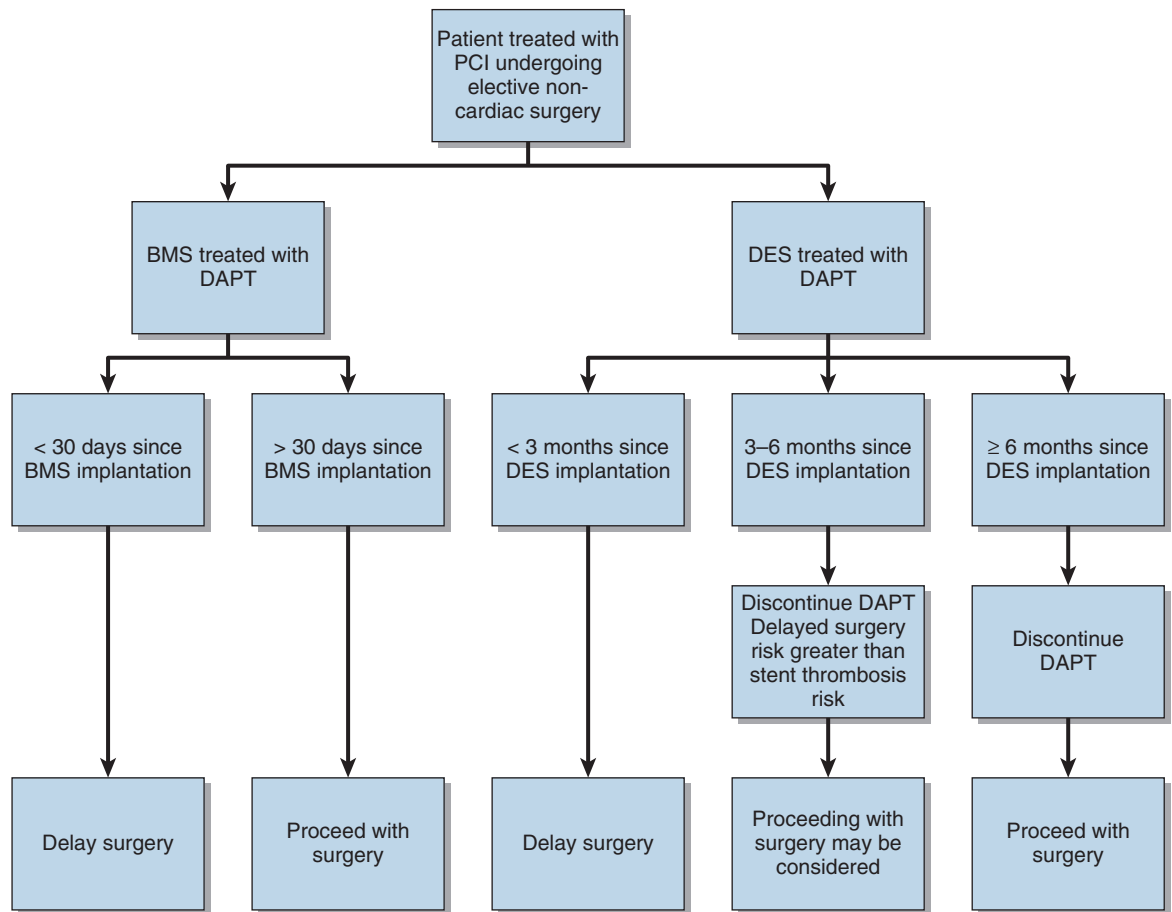 Patient treated with
PCI undergoing
elective non-
cardiac surgery
BMS treated with
DAPT
DES treated with
DAPT
< 30 days since
BMS implantation
> 30 days since
BMS implantation
< 3 months since
DES implantation
3–6 months since
DES implantation
≥ 6 months since
DES implantation
Discontinue DAPT
Delayed surgery
risk greater than
stent thrombosis
risk
Discontinue
DAPT
Delay surgery
Proceed with
surgery
Delay surgery
Proceeding with
surgery may be
considered
Proceed with
surgery